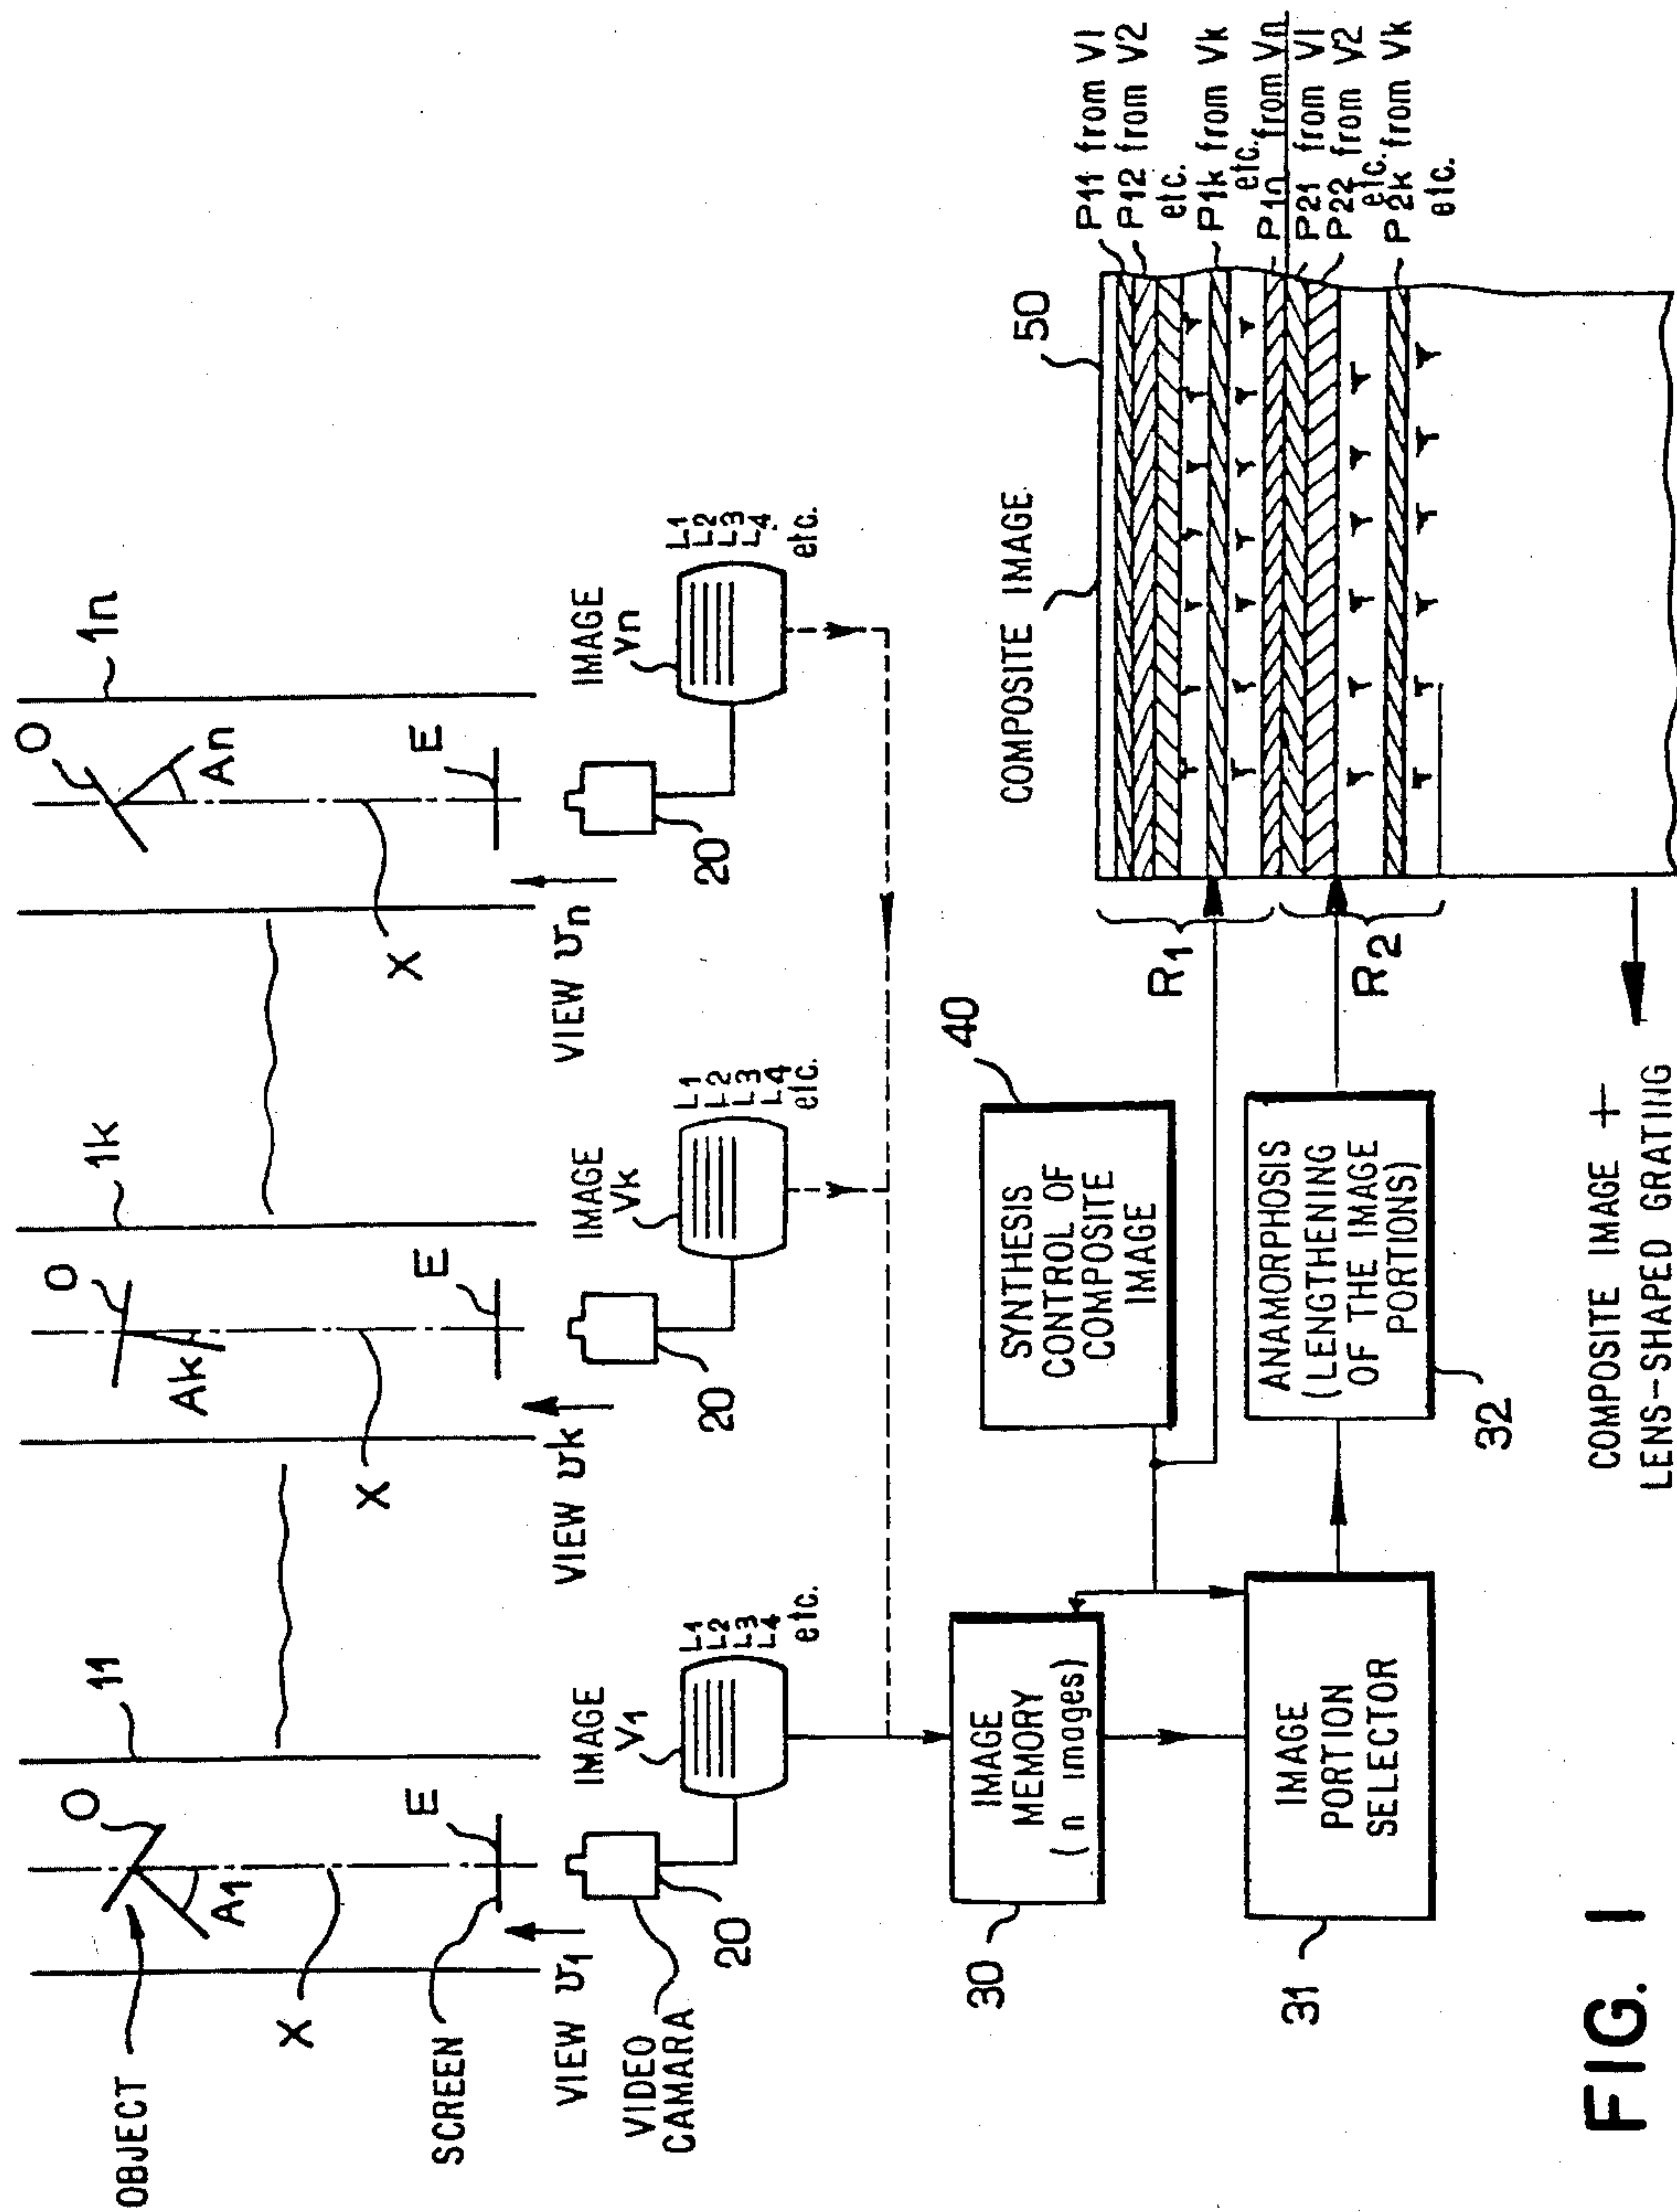 OBJECT
O
A1
X
SCREEN
E
11
VIEW v1
VIDEO
CAMARA
20
IMAGE
V1
L1
L2
L3
L4
etc.
O
Ak
X
E
1k
VIEW vk
20
IMAGE
Vk
L1
L2
L3
L4
etc.
O
An
X
E
1n
VIEW vn
20
IMAGE
Vn
L1
L2
L3
L4
etc.
30
IMAGE
MEMORY
(n images)
31
IMAGE
PORTION
SELECTOR
40
SYNTHESIS
CONTROL OF
COMPOSITE
IMAGE
ANAMORPHOSIS
(LENGTHENING
OF THE IMAGE
PORTIONS)
32
COMPOSITE IMAGE
50
R1
R2
P11 from V1
P12 from V2
etc.
P1k from Vk
etc.
P1n from Vn
P21 from V1
P22 from V2
etc.
P2k from Vk
etc.
COMPOSITE IMAGE +
LENS-SHAPED GRATING
FIG. 1